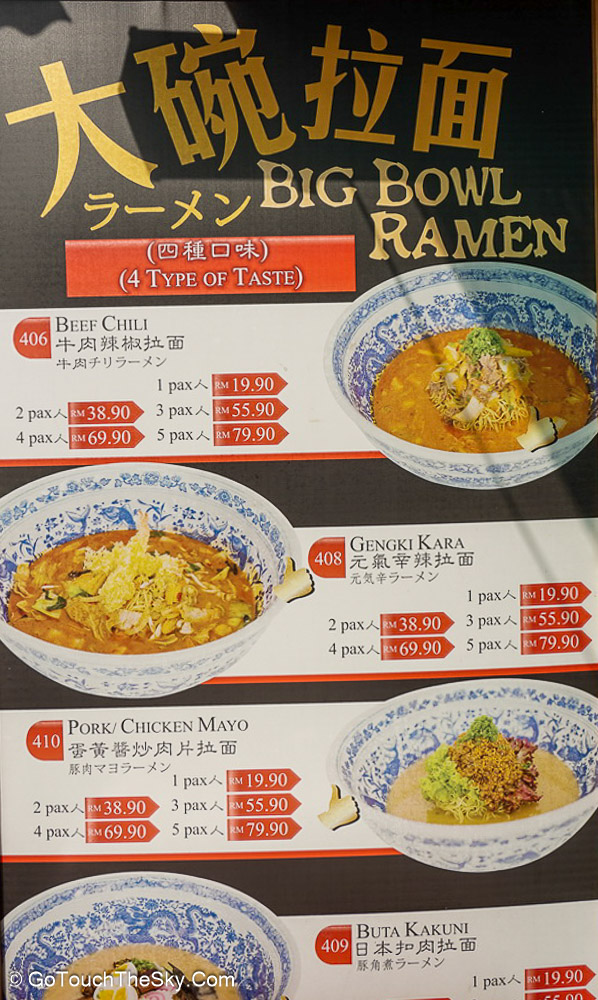 大碗拉面
ラーメン BIG BOWL
RAMEN
(四種口味)
(4 TYPE OF TASTE)
406 BEEF CHILI
牛肉辣椒拉面
牛肉チリラーメン
1 pax人 RM 19.90
2 pax人 RM 38.90 3 pax人 RM 55.90
4 pax人 RM 69.90 5 pax人 RM 79.90
408 GENGKI KARA
元氣辛辣拉面
元気辛ラーメン
1 pax人 RM 19.90
2 pax人 RM 38.90 3 pax人 RM 55.90
4 pax人 RM 69.90 5 pax人 RM 79.90
410 PORK/ CHICKEN MAYO
蛋黃醬炒肉片拉面
豚肉マヨラーメン
1 pax人 RM 19.90
2 pax人 RM 38.90 3 pax人 RM 55.90
4 pax人 RM 69.90 5 pax人 RM 79.90
409 BUTA KAKUNI
日本扣肉拉面
豚角煮ラーメン
1 pax人 RM 19.90
© GoTouchTheSky.Com